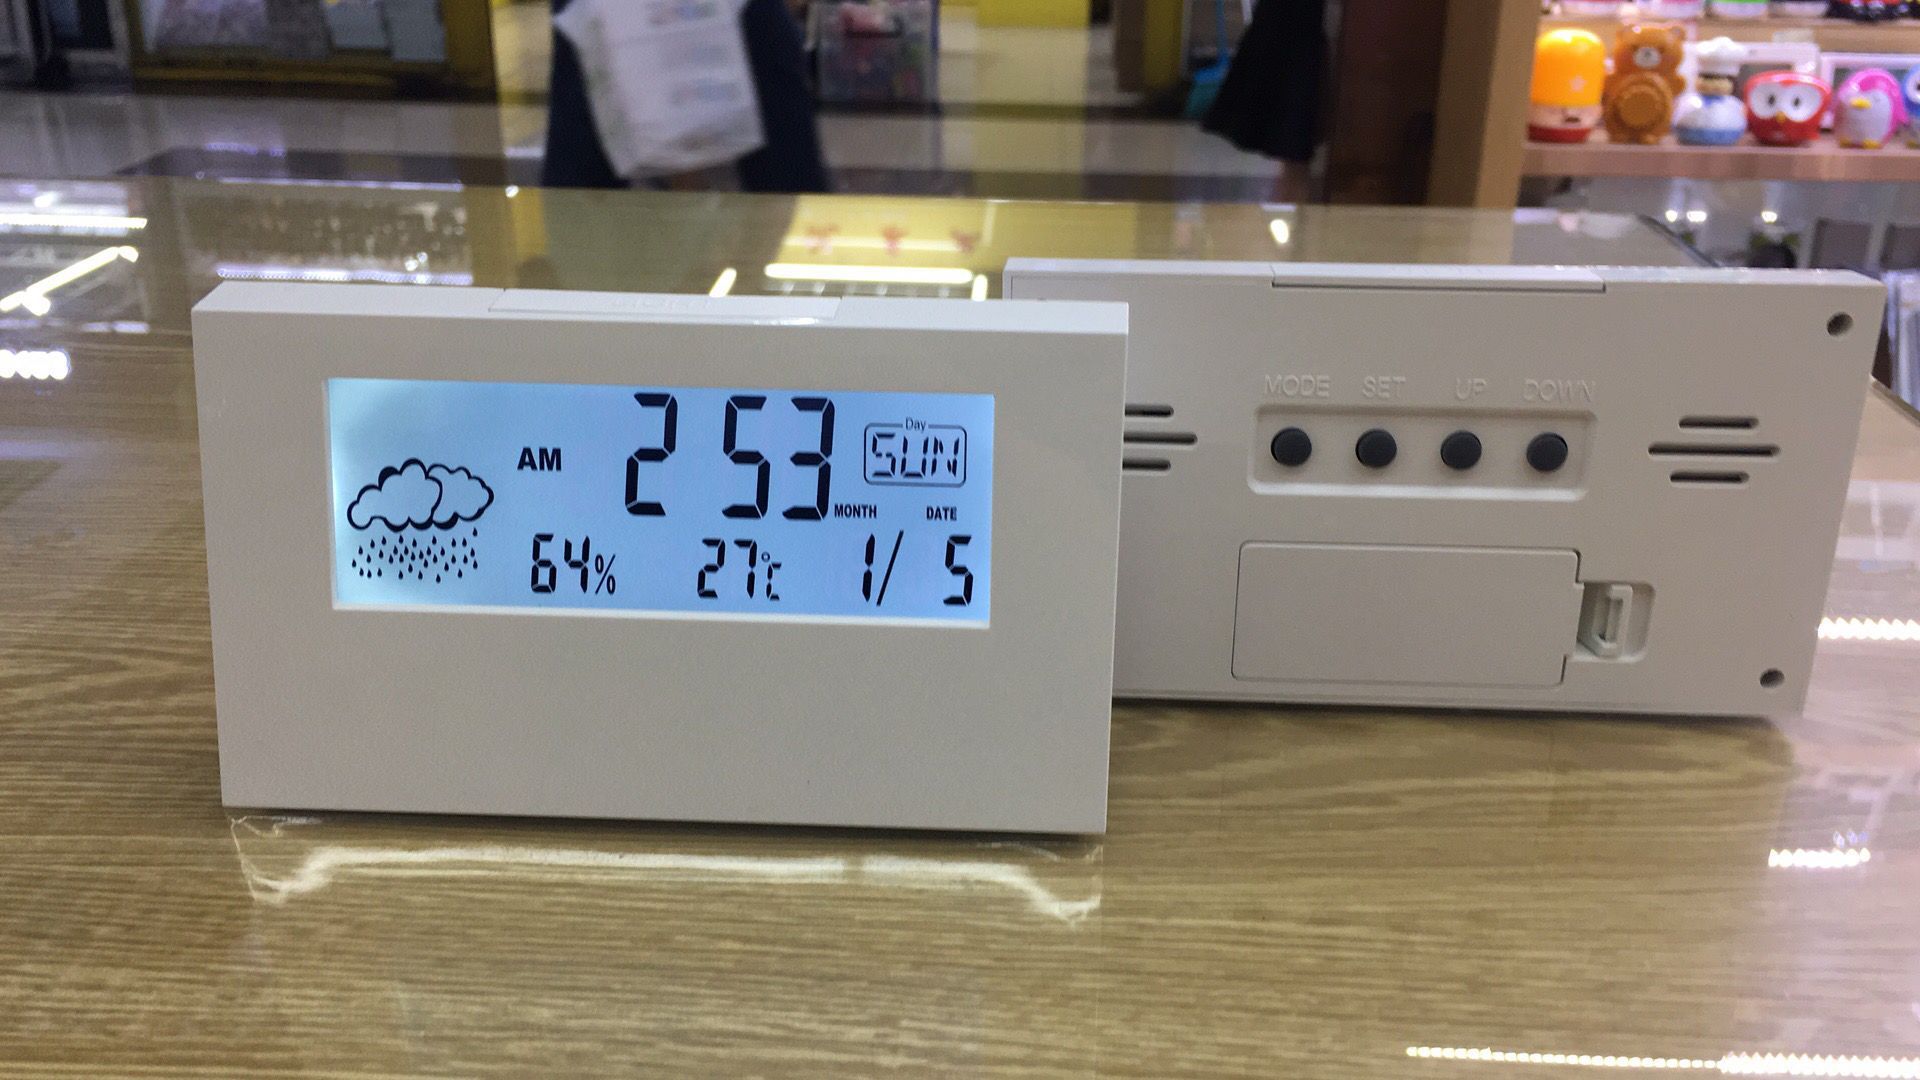 AM 2 53
Day
SUN
MONTH DATE
64% 27℃ 1/ 5
MODE SET UP DOWN